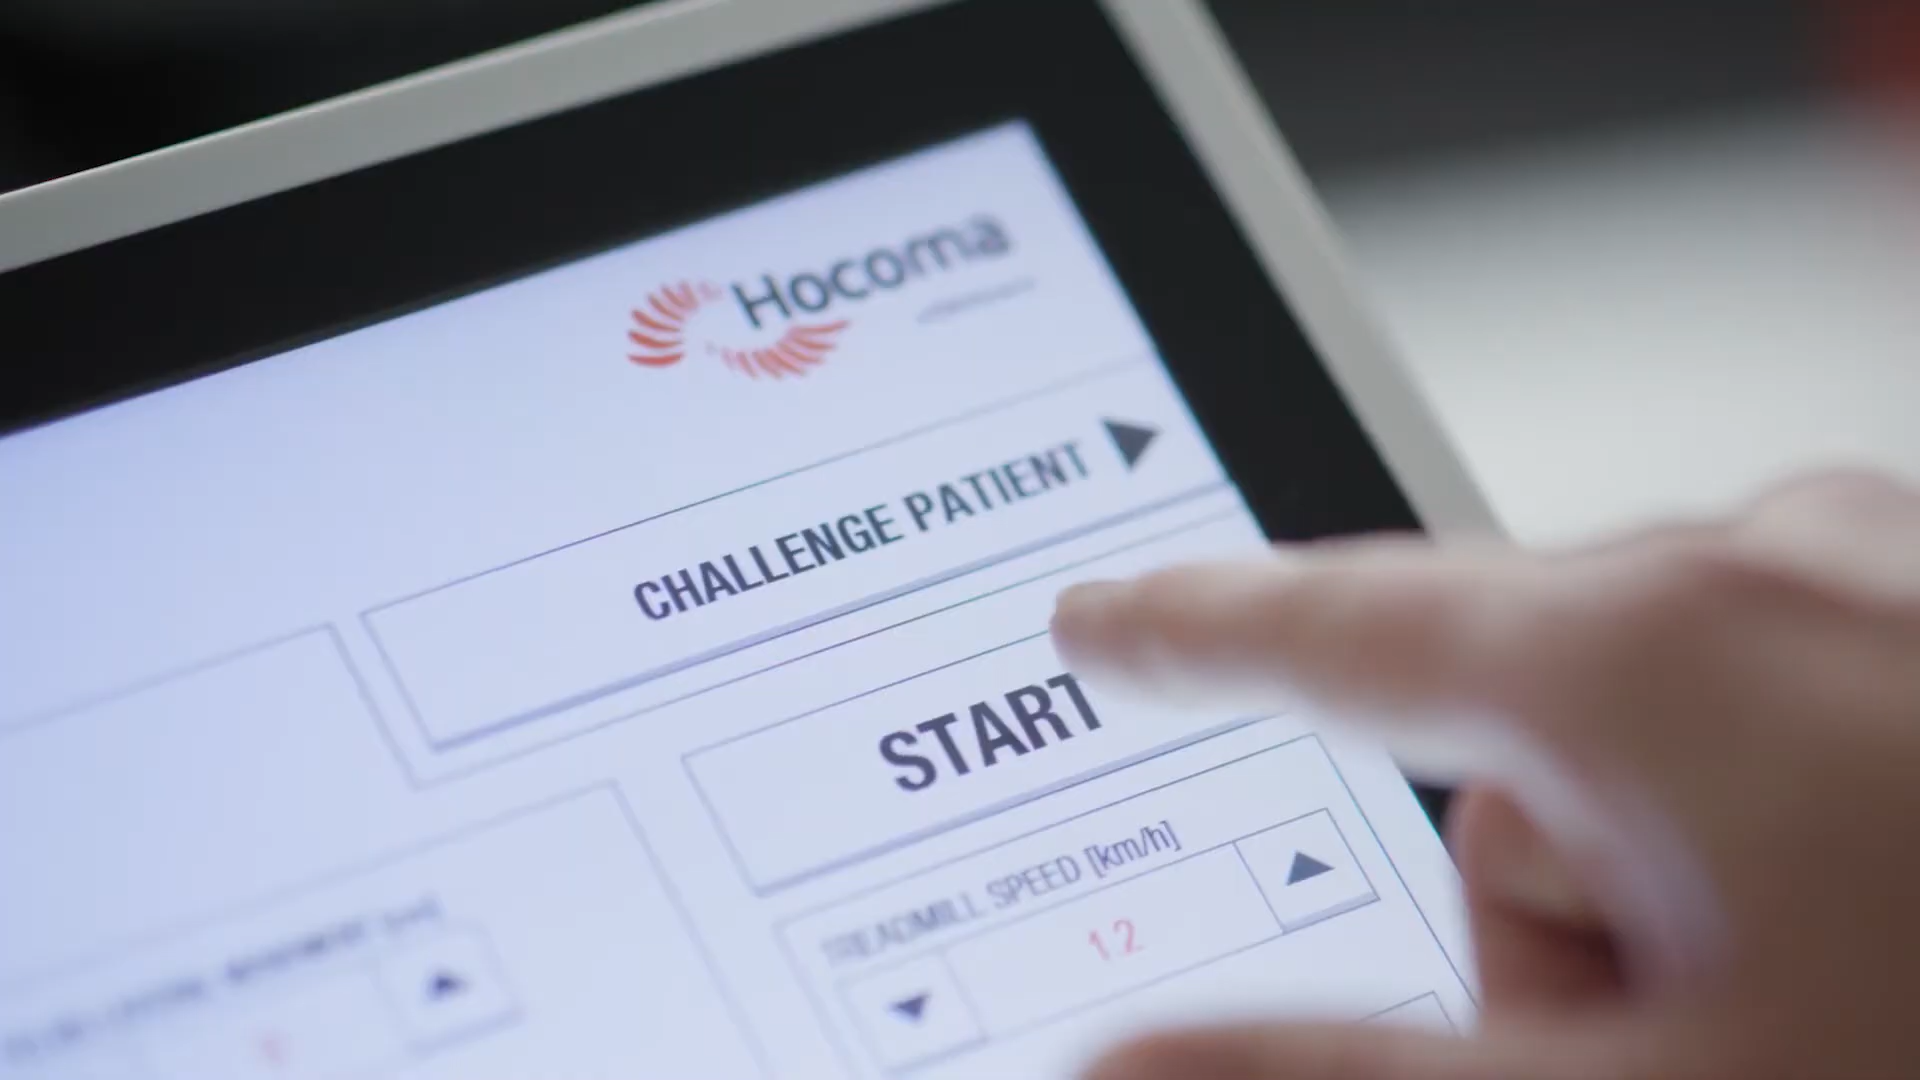 Hocoma
CHALLENGE PATIENT
START
TREADMILL SPEED [km/h]
1.2